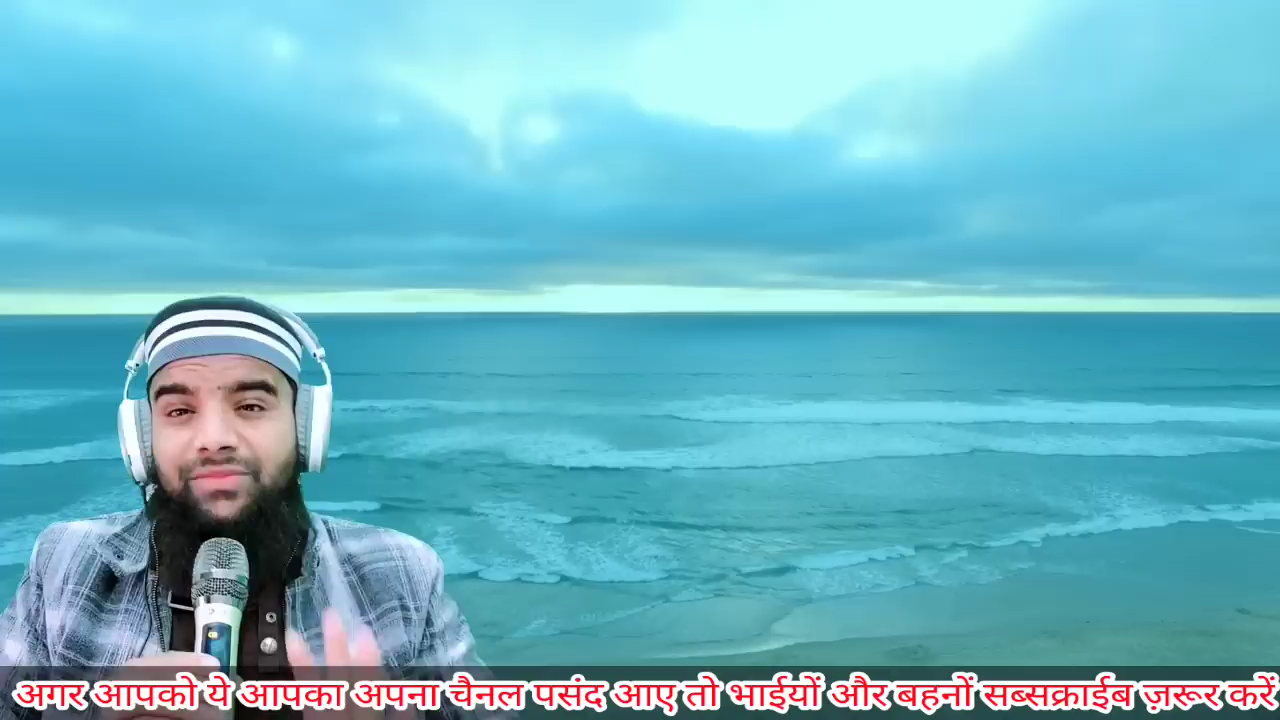 अगर आपको ये आपका अपना चैनल पसंद आए तो भाईयों और बहनों सब्सक्राईब ज़रूर करें